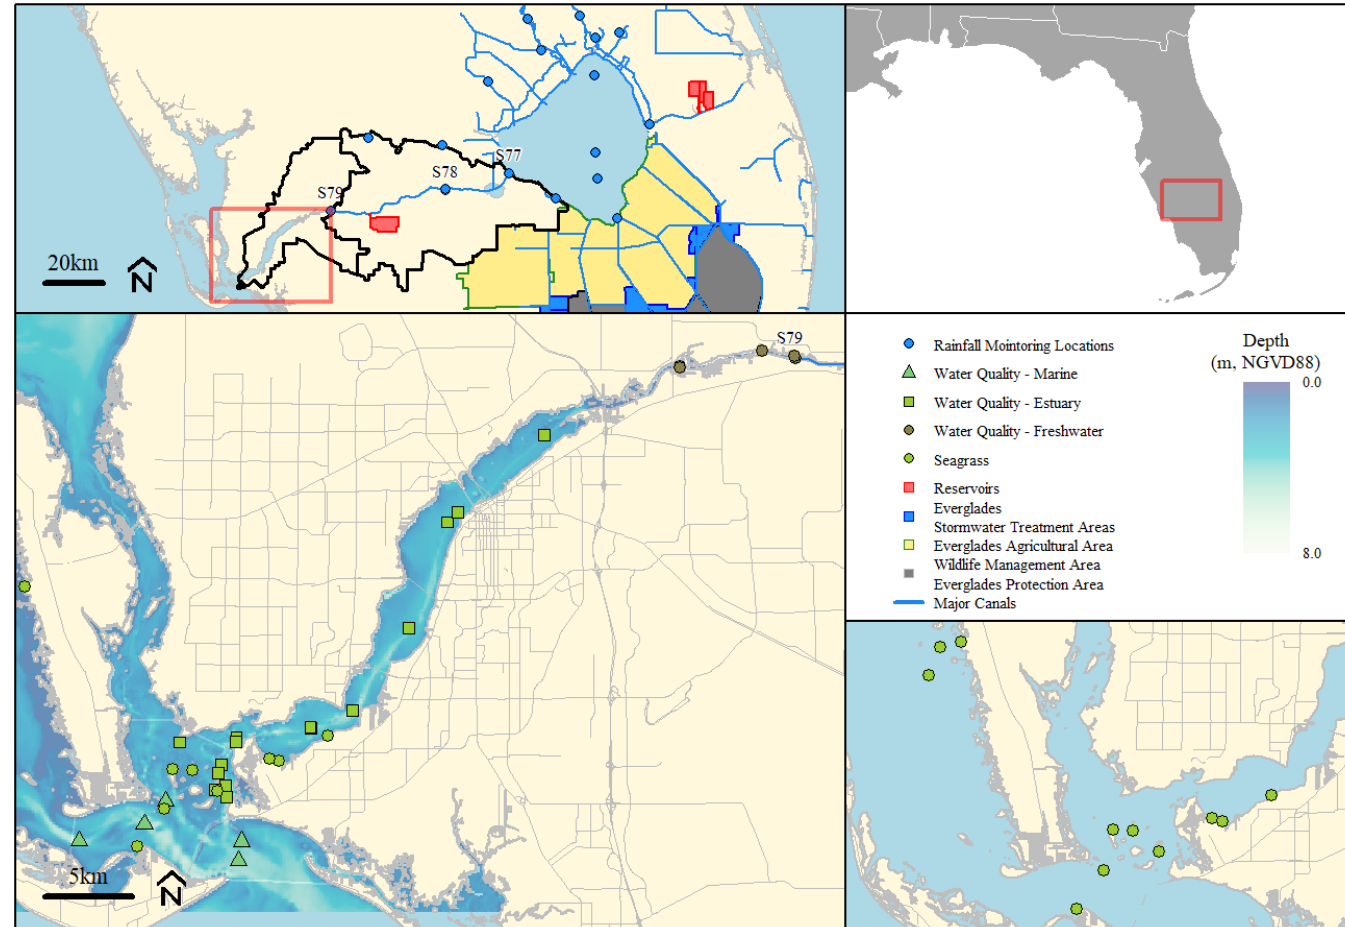 S77
S78
S79
20km
N
S79
5km
N
Rainfall Mointoring Locations
Water Quality - Marine
Water Quality - Estuary
Water Quality - Freshwater
Seagrass
Reservoirs
Everglades
Stormwater Treatment Areas
Everglades Agricultural Area
Wildlife Management Area
Everglades Protection Area
Major Canals
Depth
(m, NGVD88)
0.0
8.0